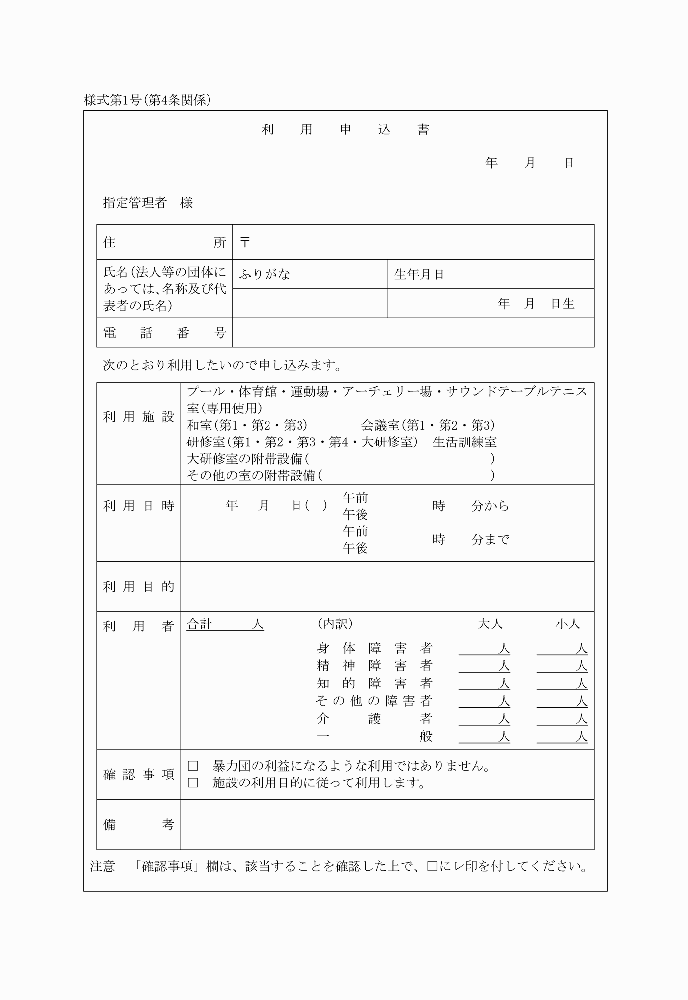 様式第1号(第4条関係)
利　用　申　込　書
年　月　日
指定管理者　様
住　所　〒
氏名(法人等の団体にあっては、名称及び代表者の氏名)
ふりがな　生年月日
年　月　日生
電　話　番　号
次のとおり利用したいので申し込みます。
利用施設
プール・体育館・運動場・アーチェリー場・サウンドテーブルテニス
室(専用使用)
和室(第1・第2・第3)　会議室(第1・第2・第3)
研修室(第1・第2・第3・第4・大研修室)　生活訓練室
大研修室の附帯設備(　)
その他の室の附帯設備(　)
利用日時
年　月　日(　)　午前　午後　時　分から
午前　午後　時　分まで
利用目的
利　用　者
合計　人　(内訳)　大人　小人
身体障害者　人　人
精神障害者　人　人
知的障害者　人　人
その他の障害者　人　人
介護者　人　人
一般　人　人
確認事項
□　暴力団の利益になるような利用ではありません。
□　施設の利用目的に従って利用します。
備　考
注意　「確認事項」欄は、該当することを確認した上で、□にレ印を付してください。